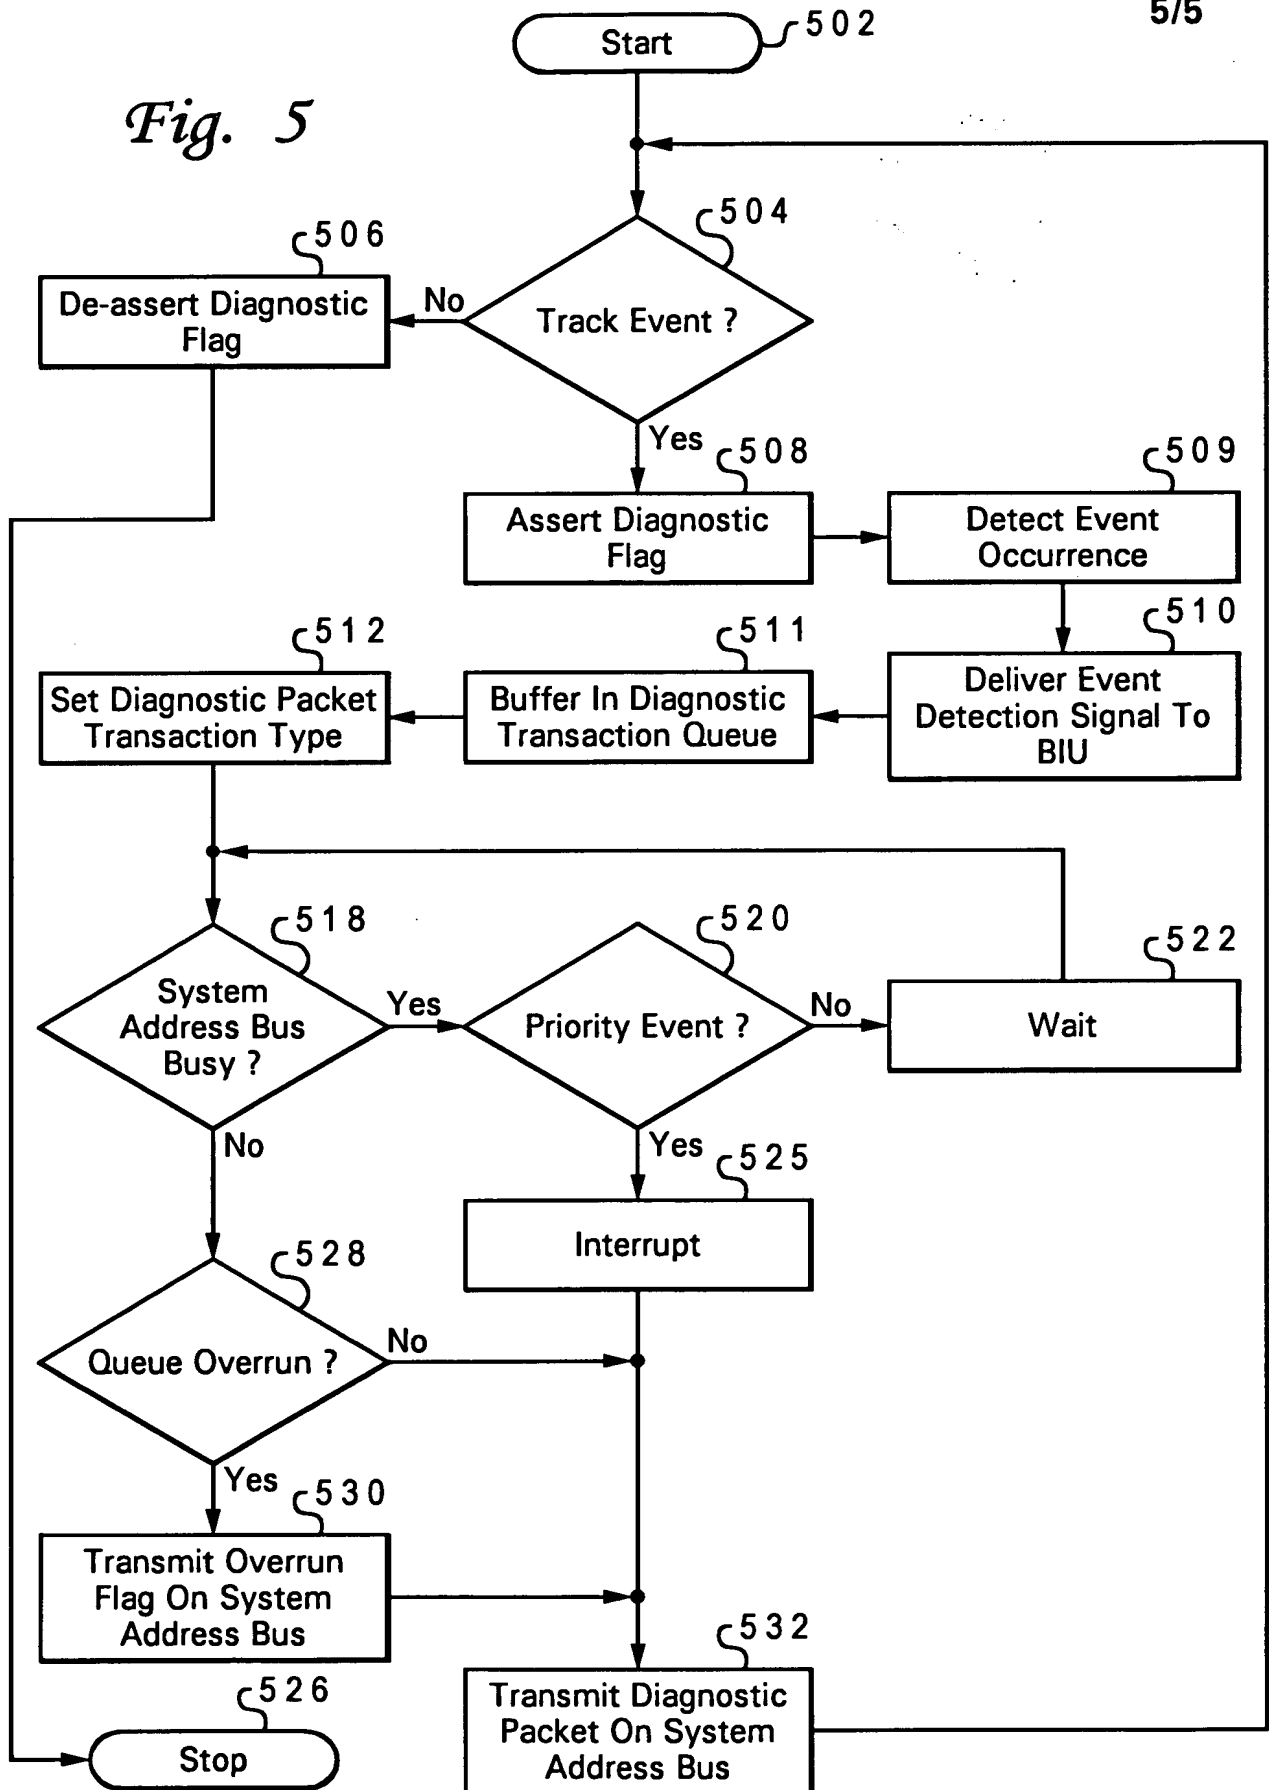 5/5
502
Start
Fig. 5
504
506
De-assert Diagnostic
Flag
No
Track Event ?
Yes
508
509
Assert Diagnostic
Flag
Detect Event
Occurrence
510
512
511
Set Diagnostic Packet
Transaction Type
Buffer In Diagnostic
Transaction Queue
Deliver Event
Detection Signal To
BIU
518
520
522
System
Address Bus
Busy ?
Yes
Priority Event ?
No
Wait
No
Yes
525
Interrupt
528
Queue Overrun ?
No
Yes
530
Transmit Overrun
Flag On System
Address Bus
532
526
Stop
Transmit Diagnostic
Packet On System
Address Bus